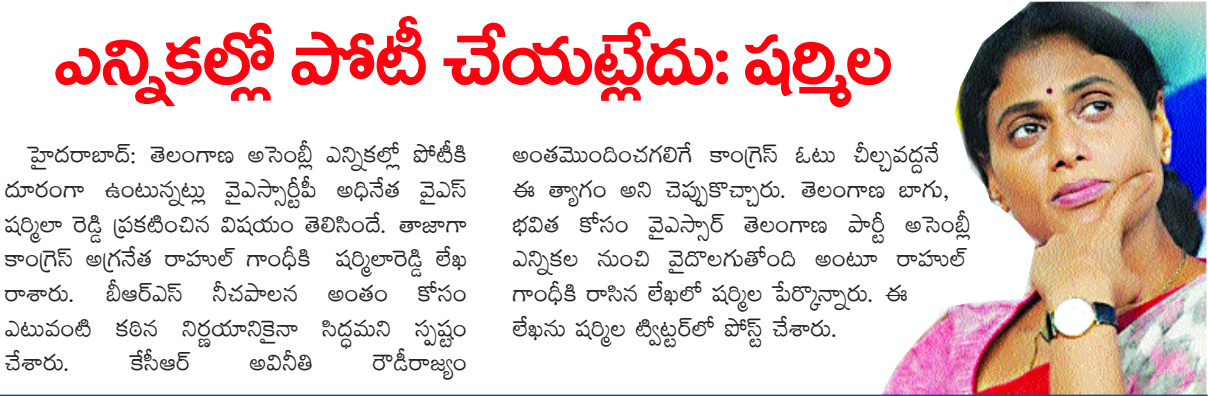 ఎన్నికల్లో పోటీ చేయట్లేదు: షర్మిల
హైదరాబాద్: తెలంగాణ అసెంబ్లీ ఎన్నికల్లో పోటీకి
దూరంగా ఉంటున్నట్లు వైఎస్సార్టీపీ అధినేత వైఎస్
షర్మిలా రెడ్డి ప్రకటించిన విషయం తెలిసిందే. తాజాగా
కాంగ్రెస్ అగ్రనేత రాహుల్ గాంధీకి షర్మిలారెడ్డి లేఖ
రాశారు. బీఆర్ఎస్ నీచపాలన అంతం కోసం
ఎటువంటి కఠిన నిర్ణయానికైనా సిద్ధమని స్పష్టం
చేశారు. కేసీఆర్ అవినీతి రౌడీరాజ్యం
అంతమొందించగలిగే కాంగ్రెస్ ఓటు చీల్చవద్దనే
ఈ త్యాగం అని చెప్పుకొచ్చారు. తెలంగాణ బాగు,
భవిత కోసం వైఎస్సార్ తెలంగాణ పార్టీ అసెంబ్లీ
ఎన్నికల నుంచి వైదొలగుతోంది అంటూ రాహుల్
గాంధీకి రాసిన లేఖలో షర్మిల పేర్కొన్నారు. ఈ
లేఖను షర్మిల ట్విట్టర్‌లో పోస్ట్ చేశారు.